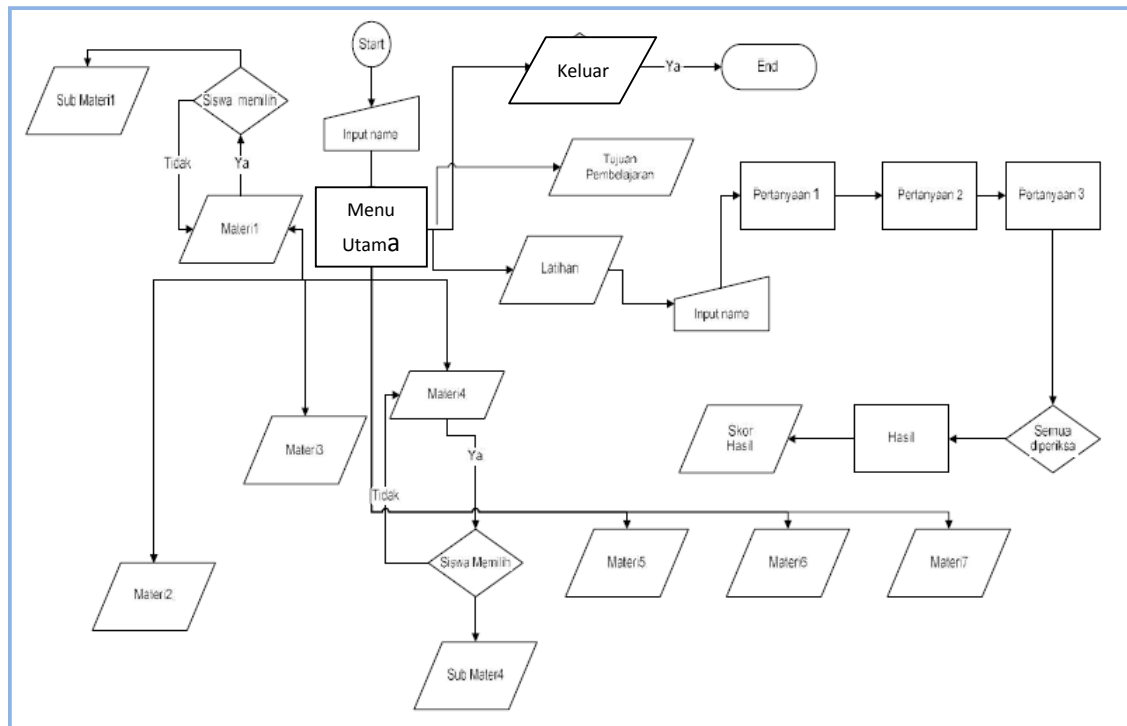 Start
Keluar
Ya
End
Sub Materi1
Siswa memilih
Input name
Tidak
Ya
Tujuan
Pembelajaran
Pertanyaan 1
Pertanyaan 2
Pertanyaan 3
Materi1
Menu
Utama
Latihan
Input name
Materi4
Materi3
Skor
Hasil
Hasil
Semua
diperiksa
Ya
Tidak
Siswa Memilih
Materi5
Materi6
Materi7
Materi2
Sub Mater4